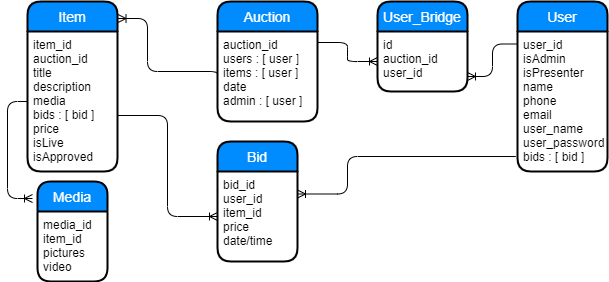 Item
item_id
auction_id
title
description
media
bids : [ bid ]
price
isLive
isApproved
Auction
auction_id
users : [ user ]
items : [ user ]
date
admin : [ user ]
User_Bridge
id
auction_id
user_id
User
user_id
isAdmin
isPresenter
name
phone
email
user_name
user_password
bids : [ bid ]
Media
media_id
item_id
pictures
video
Bid
bid_id
user_id
item_id
price
date/time